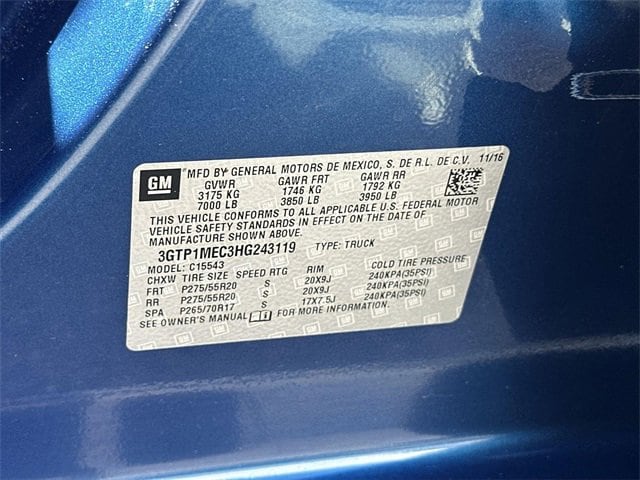 GM
MFD BY GENERAL MOTORS DE MEXICO, S. DE R.L. DE C.V. 11/16
GVWR GAWR FRT GAWR RR
3175 KG 1746 KG 1792 KG
7000 LB 3850 LB 3950 LB
THIS VEHICLE CONFORMS TO ALL APPLICABLE U.S. FEDERAL MOTOR
VEHICLE SAFETY AND THEFT PREVENTION STANDARDS IN EFFECT ON THE DATE OF
MANUFACTURE SHOWN ABOVE.
3GTP1MEC3HG243119 TYPE: TRUCK
MODEL: C15543
CHXW TIRE SIZE SPEED RTG RIM COLD TIRE PRESSURE
FR P275/55R20 S 20X9J 240KPA(35PSI)
RR P275/55R20 S 20X9J 240KPA(35PSI)
SPA P265/70R17 S 17X7.5J 240KPA(35PSI)
SEE OWNER'S MANUAL FOR MORE INFORMATION.